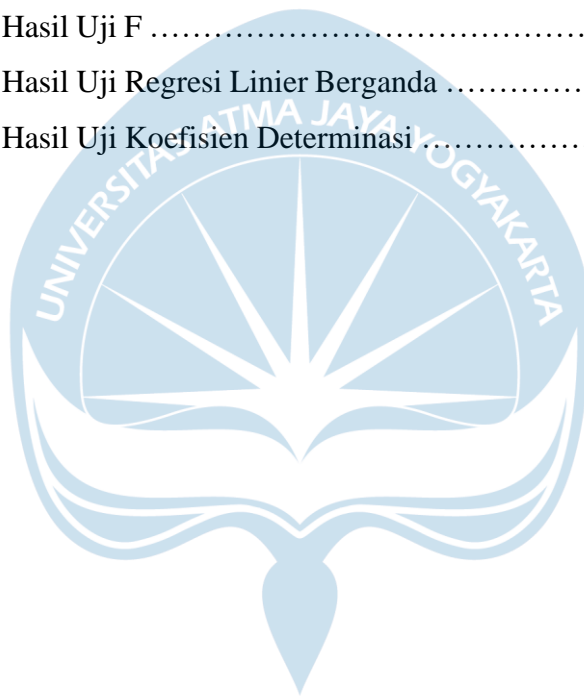 Hasil Uji F ……………………………………
Hasil Uji Regresi Linier Berganda …………
Hasil Uji Koefisien Determinasi ……………
UNIVERSITAS ATMA JAYA YOGYAKARTA